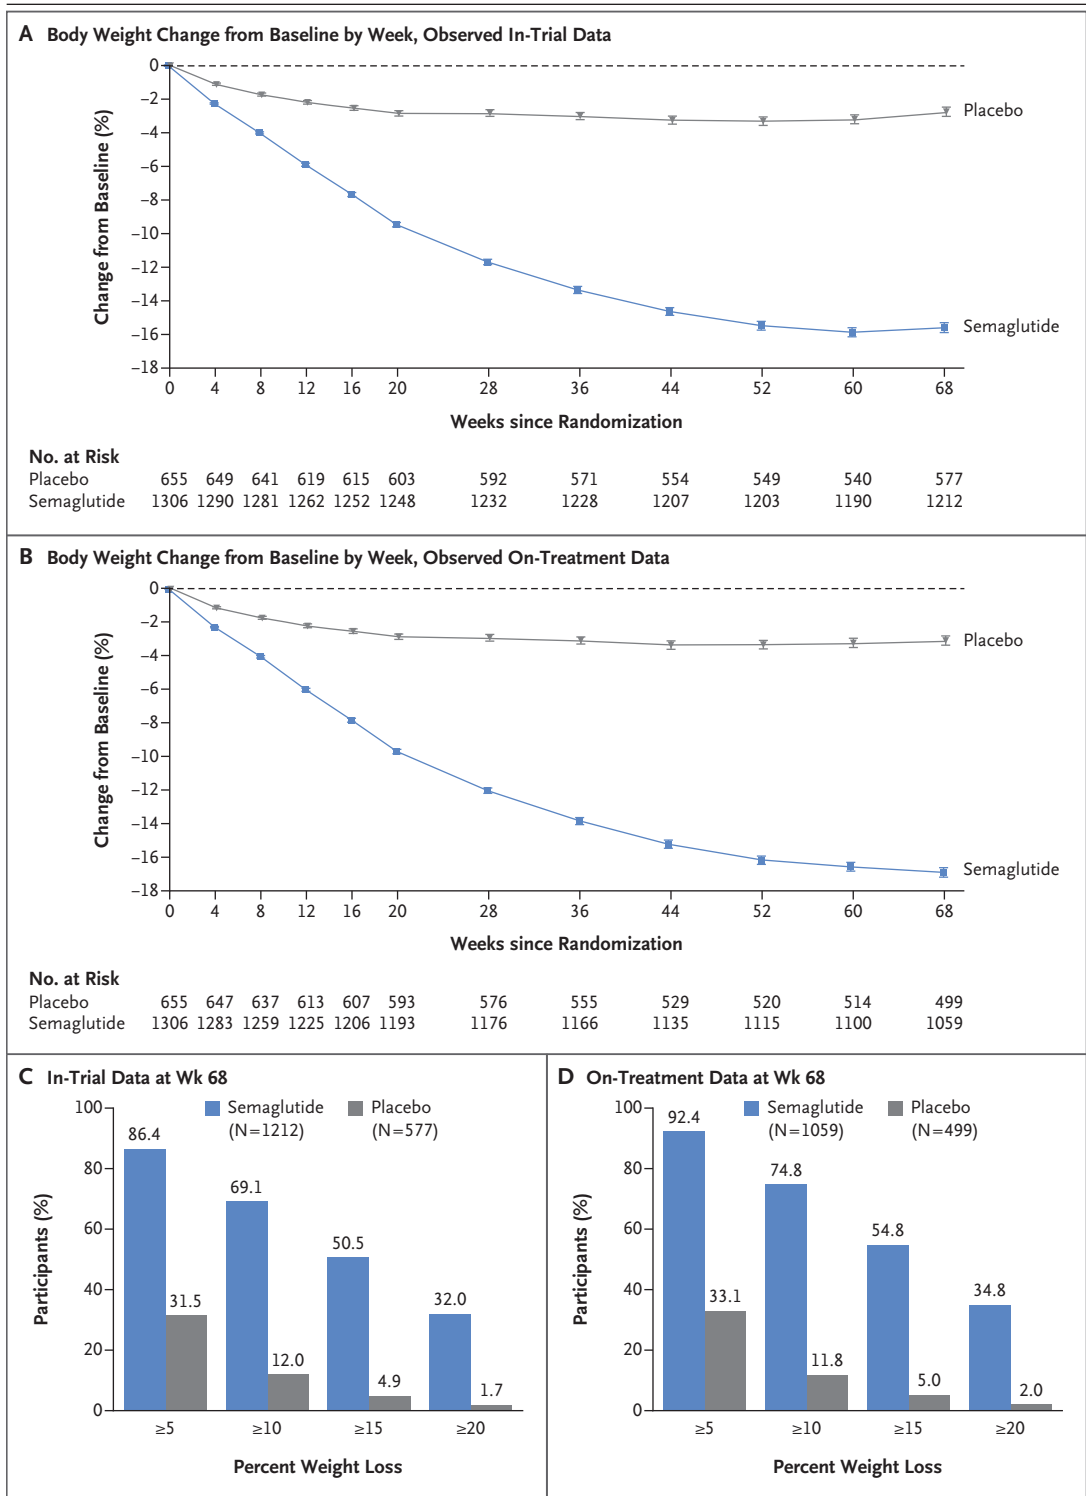 A Body Weight Change from Baseline by Week, Observed In-Trial Data
Change from Baseline (%)
0
–2
–4
–6
–8
–10
–12
–14
–16
–18
Placebo
Semaglutide
0 4 8 12 16 20 28 36 44 52 60 68
Weeks since Randomization
No. at Risk
Placebo 655 649 641 619 615 603 592 571 554 549 540 577
Semaglutide 1306 1290 1281 1262 1252 1248 1232 1228 1207 1203 1190 1212
B Body Weight Change from Baseline by Week, Observed On-Treatment Data
Change from Baseline (%)
0
–2
–4
–6
–8
–10
–12
–14
–16
–18
Placebo
Semaglutide
0 4 8 12 16 20 28 36 44 52 60 68
Weeks since Randomization
No. at Risk
Placebo 655 647 637 613 607 593 576 555 529 520 514 499
Semaglutide 1306 1283 1259 1225 1206 1193 1176 1166 1135 1115 1100 1059
C In-Trial Data at Wk 68
Semaglutide (N=1212)
Placebo (N=577)
Participants (%)
100
80
60
40
20
0
86.4 31.5
69.1 12.0
50.5 4.9
32.0 1.7
≥5 ≥10 ≥15 ≥20
Percent Weight Loss
D On-Treatment Data at Wk 68
Semaglutide (N=1059)
Placebo (N=499)
Participants (%)
100
80
60
40
20
0
92.4 33.1
74.8 11.8
54.8 5.0
34.8 2.0
≥5 ≥10 ≥15 ≥20
Percent Weight Loss